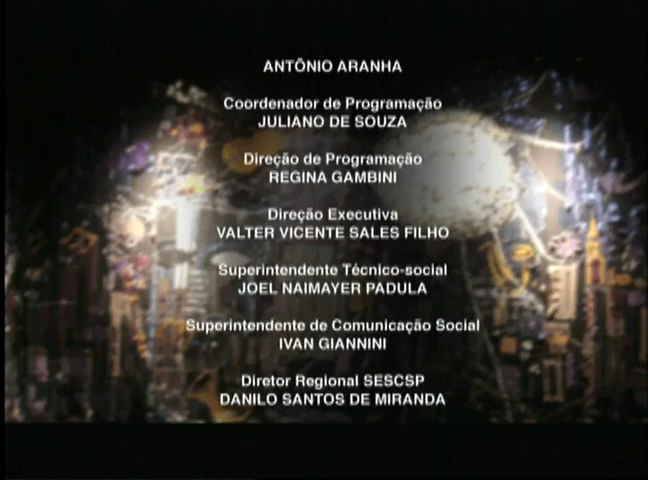 ANTÔNIO ARANHA
Coordenador de Programação
JULIANO DE SOUZA
Direção de Programação
REGINA GAMBINI
Direção Executiva
VALTER VICENTE SALES FILHO
Superintendente Técnico-social
JOEL NAIMAYER PADULA
Superintendente de Comunicação Social
IVAN GIANNINI
Diretor Regional SESCSP
DANILO SANTOS DE MIRANDA